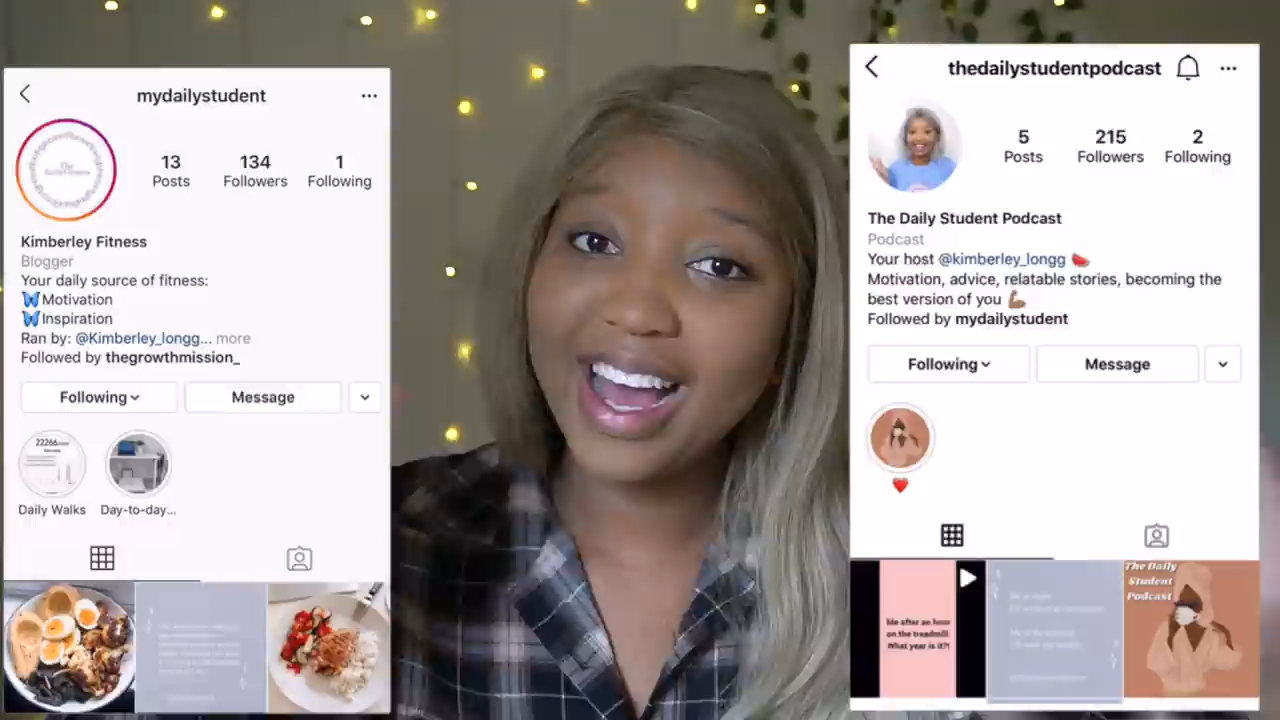 mydailystudent
13
134
1
Posts
Followers
Following
Kimberley Fitness
Blogger
Your daily source of fitness:
🦋Motivation
🦋Inspiration
Ran by: @Kimberley_longg... more
Followed by thegrowthmission_
Following
Message
22266
Daily Walks
Day-to-day...
thedailystudentpodcast
5
215
2
Posts
Followers
Following
The Daily Student Podcast
Podcast
Your host @kimberley_longg 🍉
Motivation, advice, relatable stories, becoming the
best version of you 💪🏽
Followed by mydailystudent
Following
Message
❤️
Me after an hour
on the treadmill.
What year is it?!
The Daily
Student
Podcast